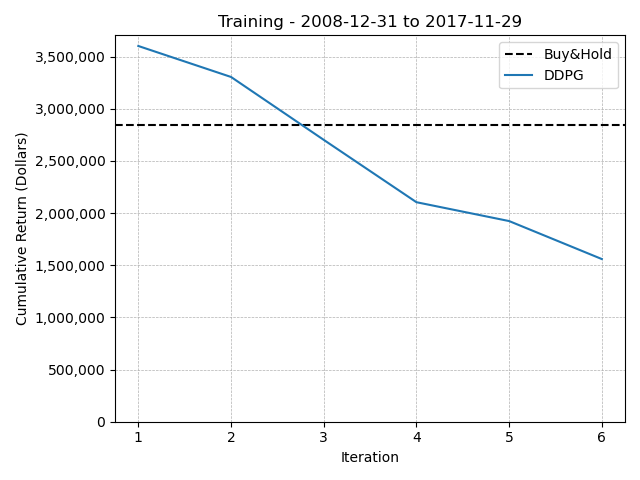 Training - 2008-12-31 to 2017-11-29
Buy&Hold
DDPG
Cumulative Return (Dollars)
3,500,000
3,000,000
2,500,000
2,000,000
1,500,000
1,000,000
500,000
0
1 2 3 4 5 6
Iteration